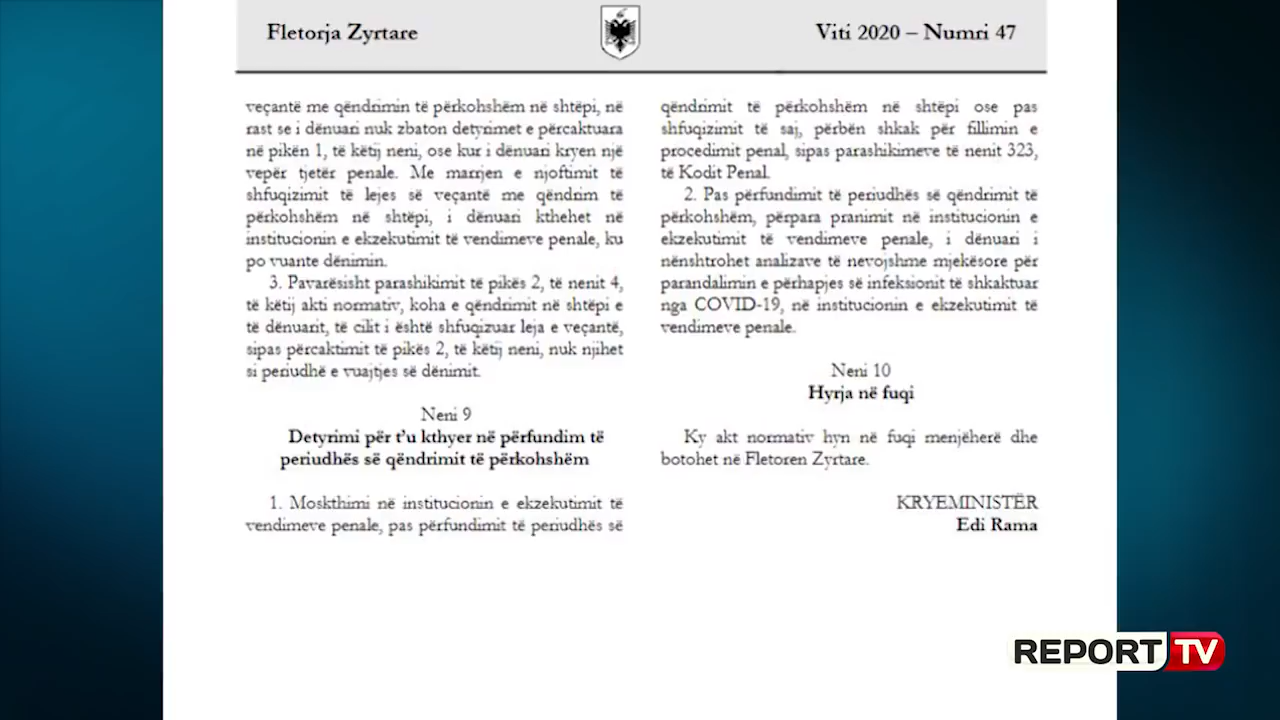 Fletorja Zyrtare
Viti 2020 – Numri 47
veçantë me qëndrimin të përkohshëm në shtëpi, në
rast se i dënuari nuk zbaton detyrimet e përcaktuara
në pikën 1, të këtij neni, ose kur i dënuari kryen një
vepër tjetër penale. Me marrjen e njoftimit të
shfuqizimit të lejes së veçantë me qëndrim të
përkohshëm në shtëpi, i dënuari kthehet në
institucionin e ekzekutimit të vendimeve penale, ku
po vuante dënimin.
3. Pavarësisht parashikimit të pikës 2, të nenit 4,
të këtij akti normativ, koha e qëndrimit në shtëpi e
të dënuarit, të cilit i është shfuqizuar leja e veçantë,
sipas përcaktimit të pikës 2, të këtij neni, nuk njihet
si periudhë e vuajtjes së dënimit.
Neni 9
Detyrimi për t’u kthyer në përfundim të
periudhës së qëndrimit të përkohshëm
1. Moskthimi në institucionin e ekzekutimit të
vendimeve penale, pas përfundimit të periudhës së
qëndrimit të përkohshëm në shtëpi ose pas
shfuqizimit të saj, përbën shkak për fillimin e
procedimit penal, sipas parashikimeve të nenit 323,
të Kodit Penal.
2. Pas përfundimit të periudhës së qëndrimit të
përkohshëm, përpara pranimit në institucionin e
ekzekutimit të vendimeve penale, i dënuari i
nënshtrohet analizave të nevojshme mjekësore për
parandalimin e përhapjes së infeksionit të shkaktuar
nga COVID-19, në institucionin e ekzekutimit të
vendimeve penale.
Neni 10
Hyrja në fuqi
Ky akt normativ hyn në fuqi menjëherë dhe
botohet në Fletoren Zyrtare.
KRYEMINISTËR
Edi Rama
REPORT TV